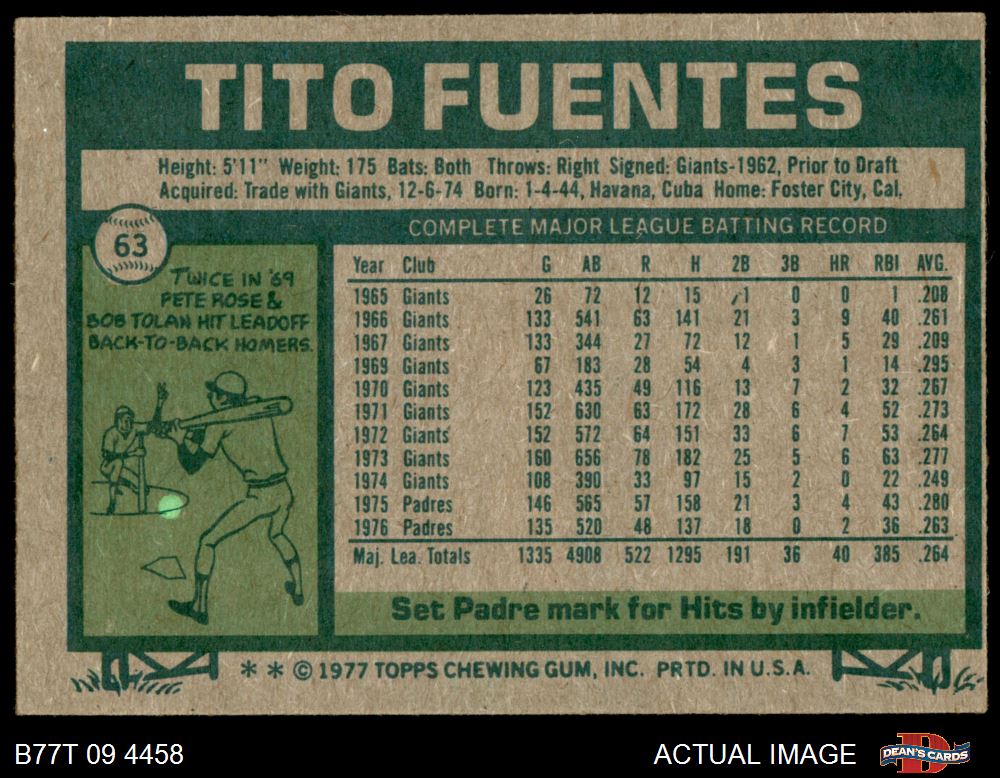 TITO FUENTES
Height: 5'11" Weight: 175 Bats: Both Throws: Right Signed: Giants-1962, Prior to Draft
Acquired: Trade with Giants, 12-6-74 Born: 1-4-44, Havana, Cuba Home: Foster City, Cal.
63
TWICE IN '69
PETE ROSE &
BOB TOLAN HIT LEADOFF
BACK-TO-BACK HOMERS.
COMPLETE MAJOR LEAGUE BATTING RECORD
Year Club G AB R H 2B 3B HR RBI AVG.
1965 Giants 26 72 12 15 1 0 0 1 .208
1966 Giants 133 541 63 141 21 3 9 40 .261
1967 Giants 133 344 27 72 12 1 5 29 .209
1969 Giants 67 183 28 54 4 3 1 14 .295
1970 Giants 123 435 49 116 13 7 2 32 .267
1971 Giants 152 630 63 172 28 6 4 52 .273
1972 Giants 152 572 64 151 33 6 7 53 .264
1973 Giants 160 656 78 182 25 5 6 63 .277
1974 Giants 108 390 33 97 15 2 0 22 .249
1975 Padres 146 565 57 158 21 3 4 43 .280
1976 Padres 135 520 48 137 18 0 2 36 .263
Maj. Lea. Totals 1335 4908 522 1295 191 36 40 385 .264
Set Padre mark for Hits by infielder.
* * © 1977 TOPPS CHEWING GUM, INC. PRTD. IN U.S.A.
B77T 09 4458
ACTUAL IMAGE
DEAN'S CARDS